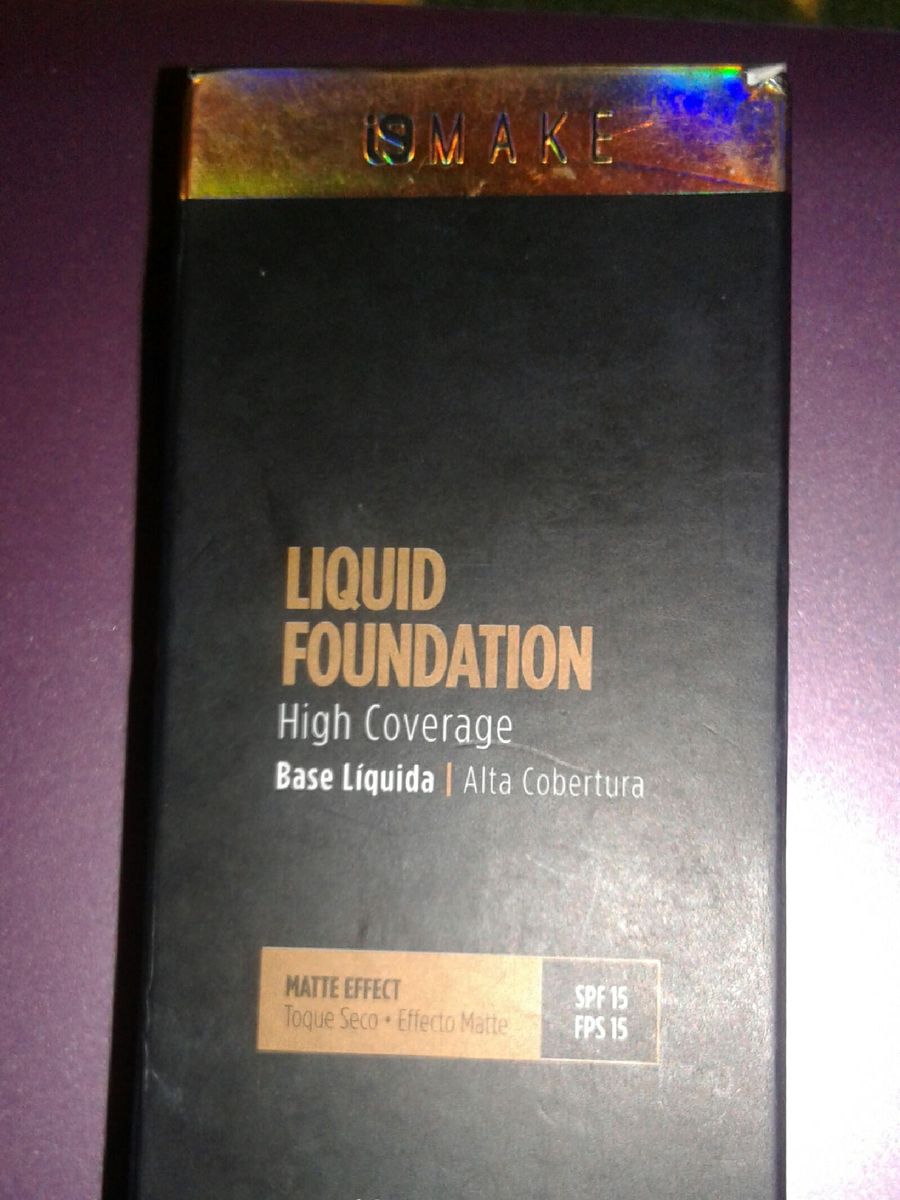 iS MAKE
LIQUID
FOUNDATION
High Coverage
Base Líquida | Alta Cobertura
MATTE EFFECT
Toque Seco • Effecto Matte
SPF 15
FPS 15